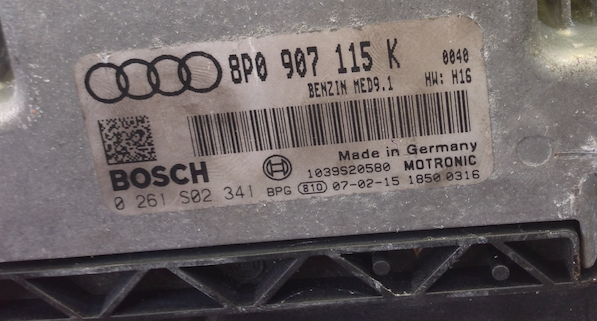 8P0 907 115 K 0040
BENZIN MED9.1 HW: H16
Made in Germany
BOSCH 1039S20580 MOTRONIC
0 261 S02 341 BPG 810 07-02-15 1850 0316